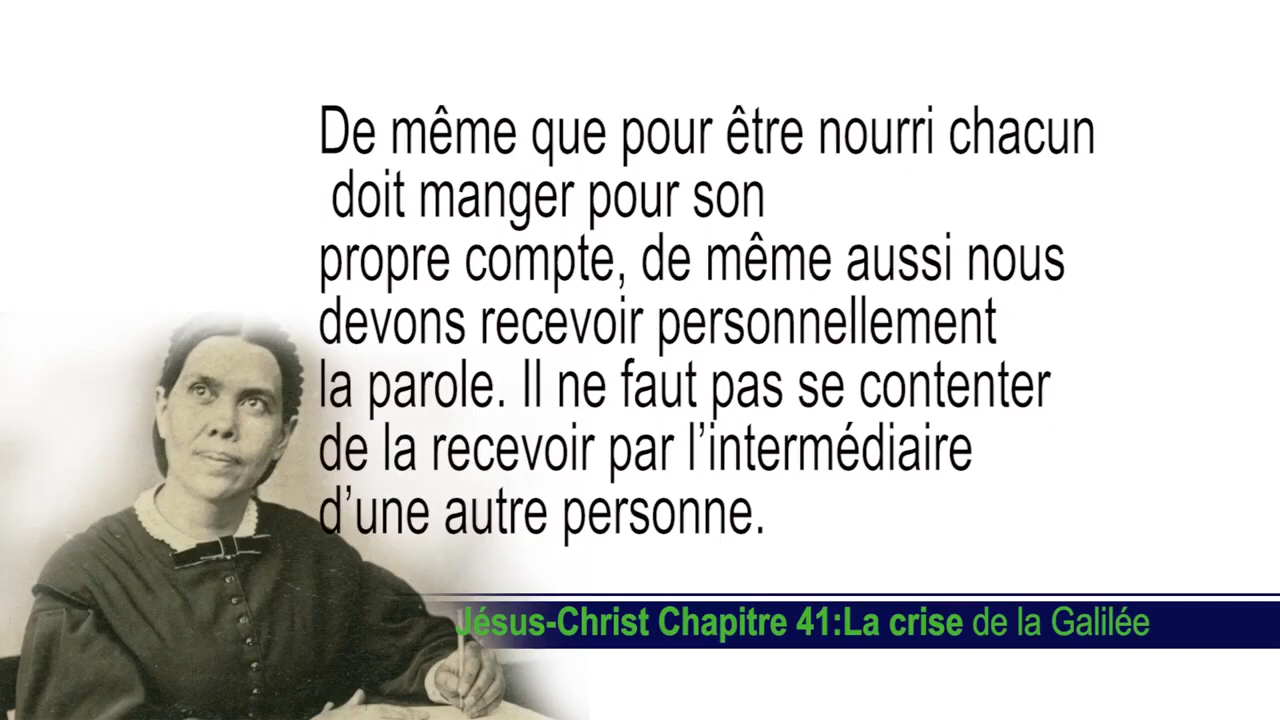 De même que pour être nourri chacun
doit manger pour son
propre compte, de même aussi nous
devons recevoir personnellement
la parole. Il ne faut pas se contenter
de la recevoir par l’intermédiaire
d’une autre personne.
Jésus-Christ Chapitre 41:La crise de la Galilée